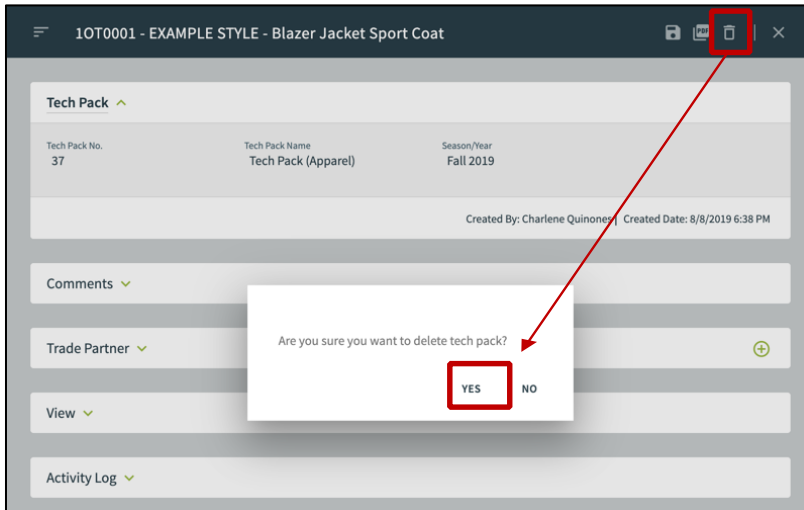 1OT0001 - EXAMPLE STYLE - Blazer Jacket Sport Coat
PDF
Tech Pack
Tech Pack No. Tech Pack Name Season/Year
37 Tech Pack (Apparel) Fall 2019
Created By: Charlene Quinones | Created Date: 8/8/2019 6:38 PM
Comments
Are you sure you want to delete tech pack?
Trade Partner
YES NO
View
Activity Log